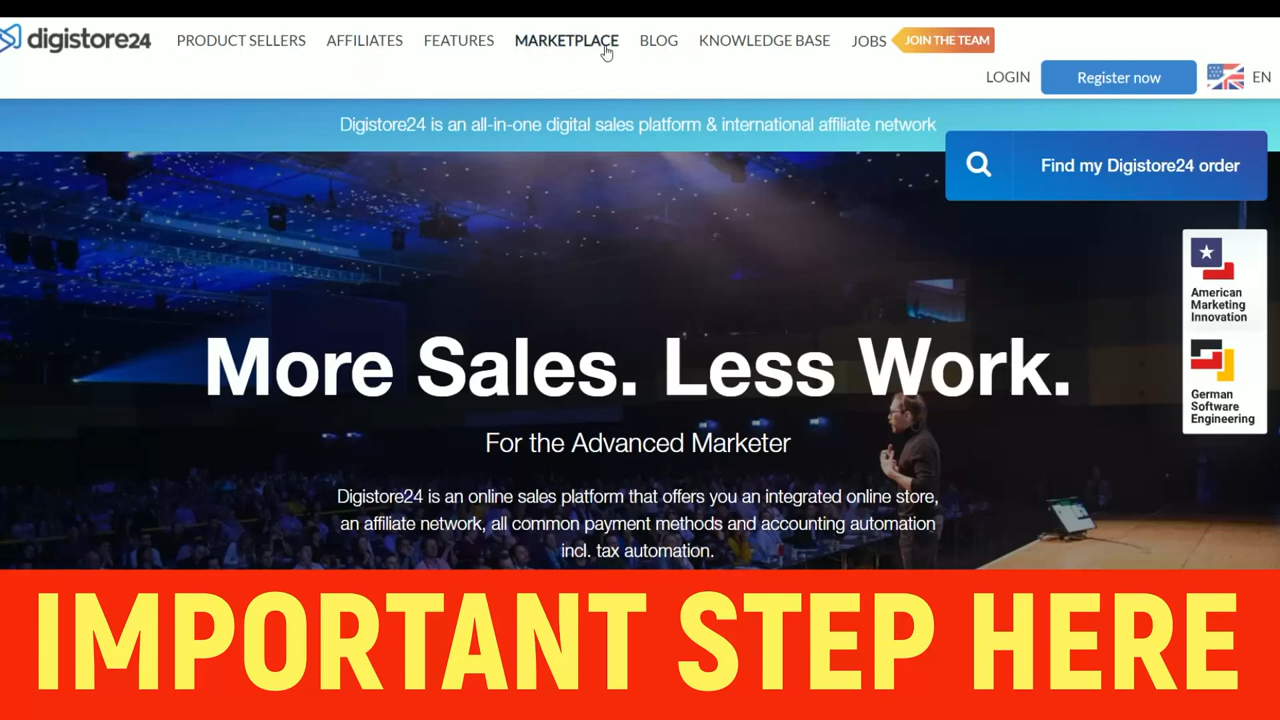 digistore24
PRODUCT SELLERS AFFILIATES FEATURES MARKETPLACE BLOG KNOWLEDGE BASE JOBS JOIN THE TEAM
LOGIN Register now EN
Digistore24 is an all-in-one digital sales platform & international affiliate network
Find my Digistore24 order
American
Marketing
Innovation
German
Software
Engineering
More Sales. Less Work.
For the Advanced Marketer
Digistore24 is an online sales platform that offers you an integrated online store,
an affiliate network, all common payment methods and accounting automation
incl. tax automation.
IMPORTANT STEP HERE